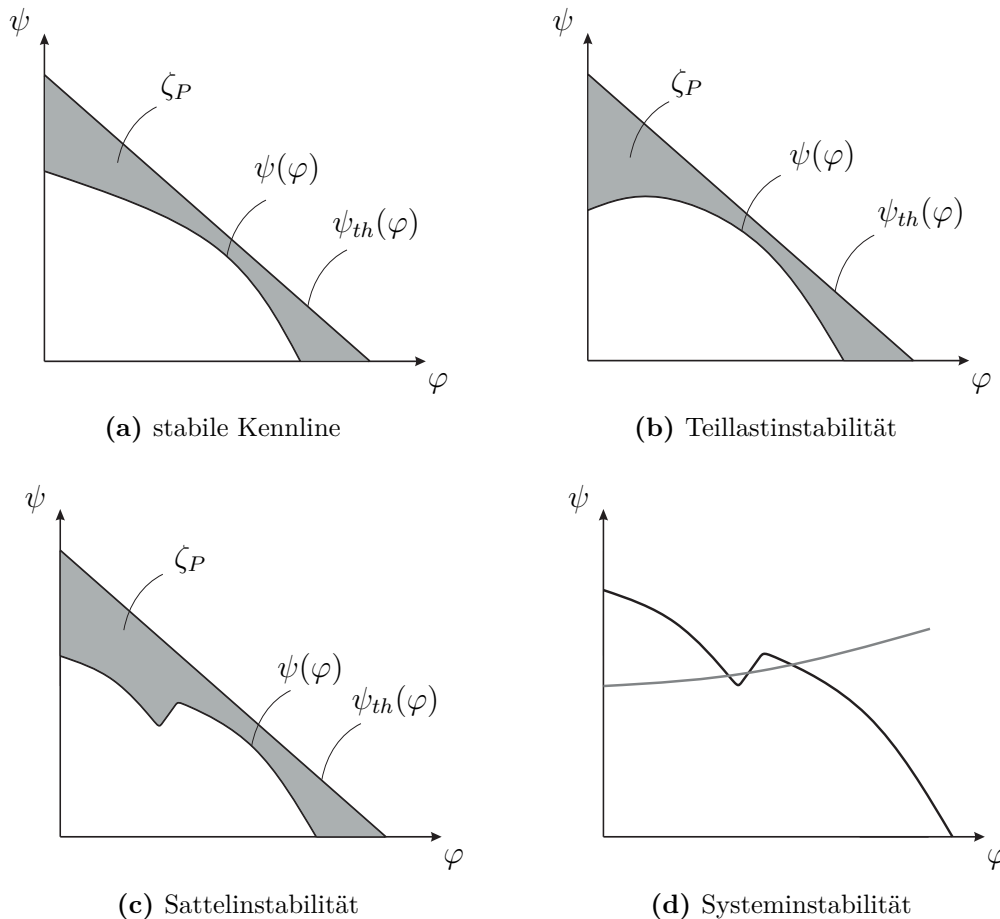 ψ
ζ_P
ψ(φ)
ψ_th(φ)
φ
(a) stabile Kennline
ψ
ζ_P
ψ(φ)
ψ_th(φ)
φ
(b) Teillastinstabilität
ψ
ζ_P
ψ(φ)
ψ_th(φ)
φ
(c) Sattelinstabilität
ψ
φ
(d) Systeminstabilität